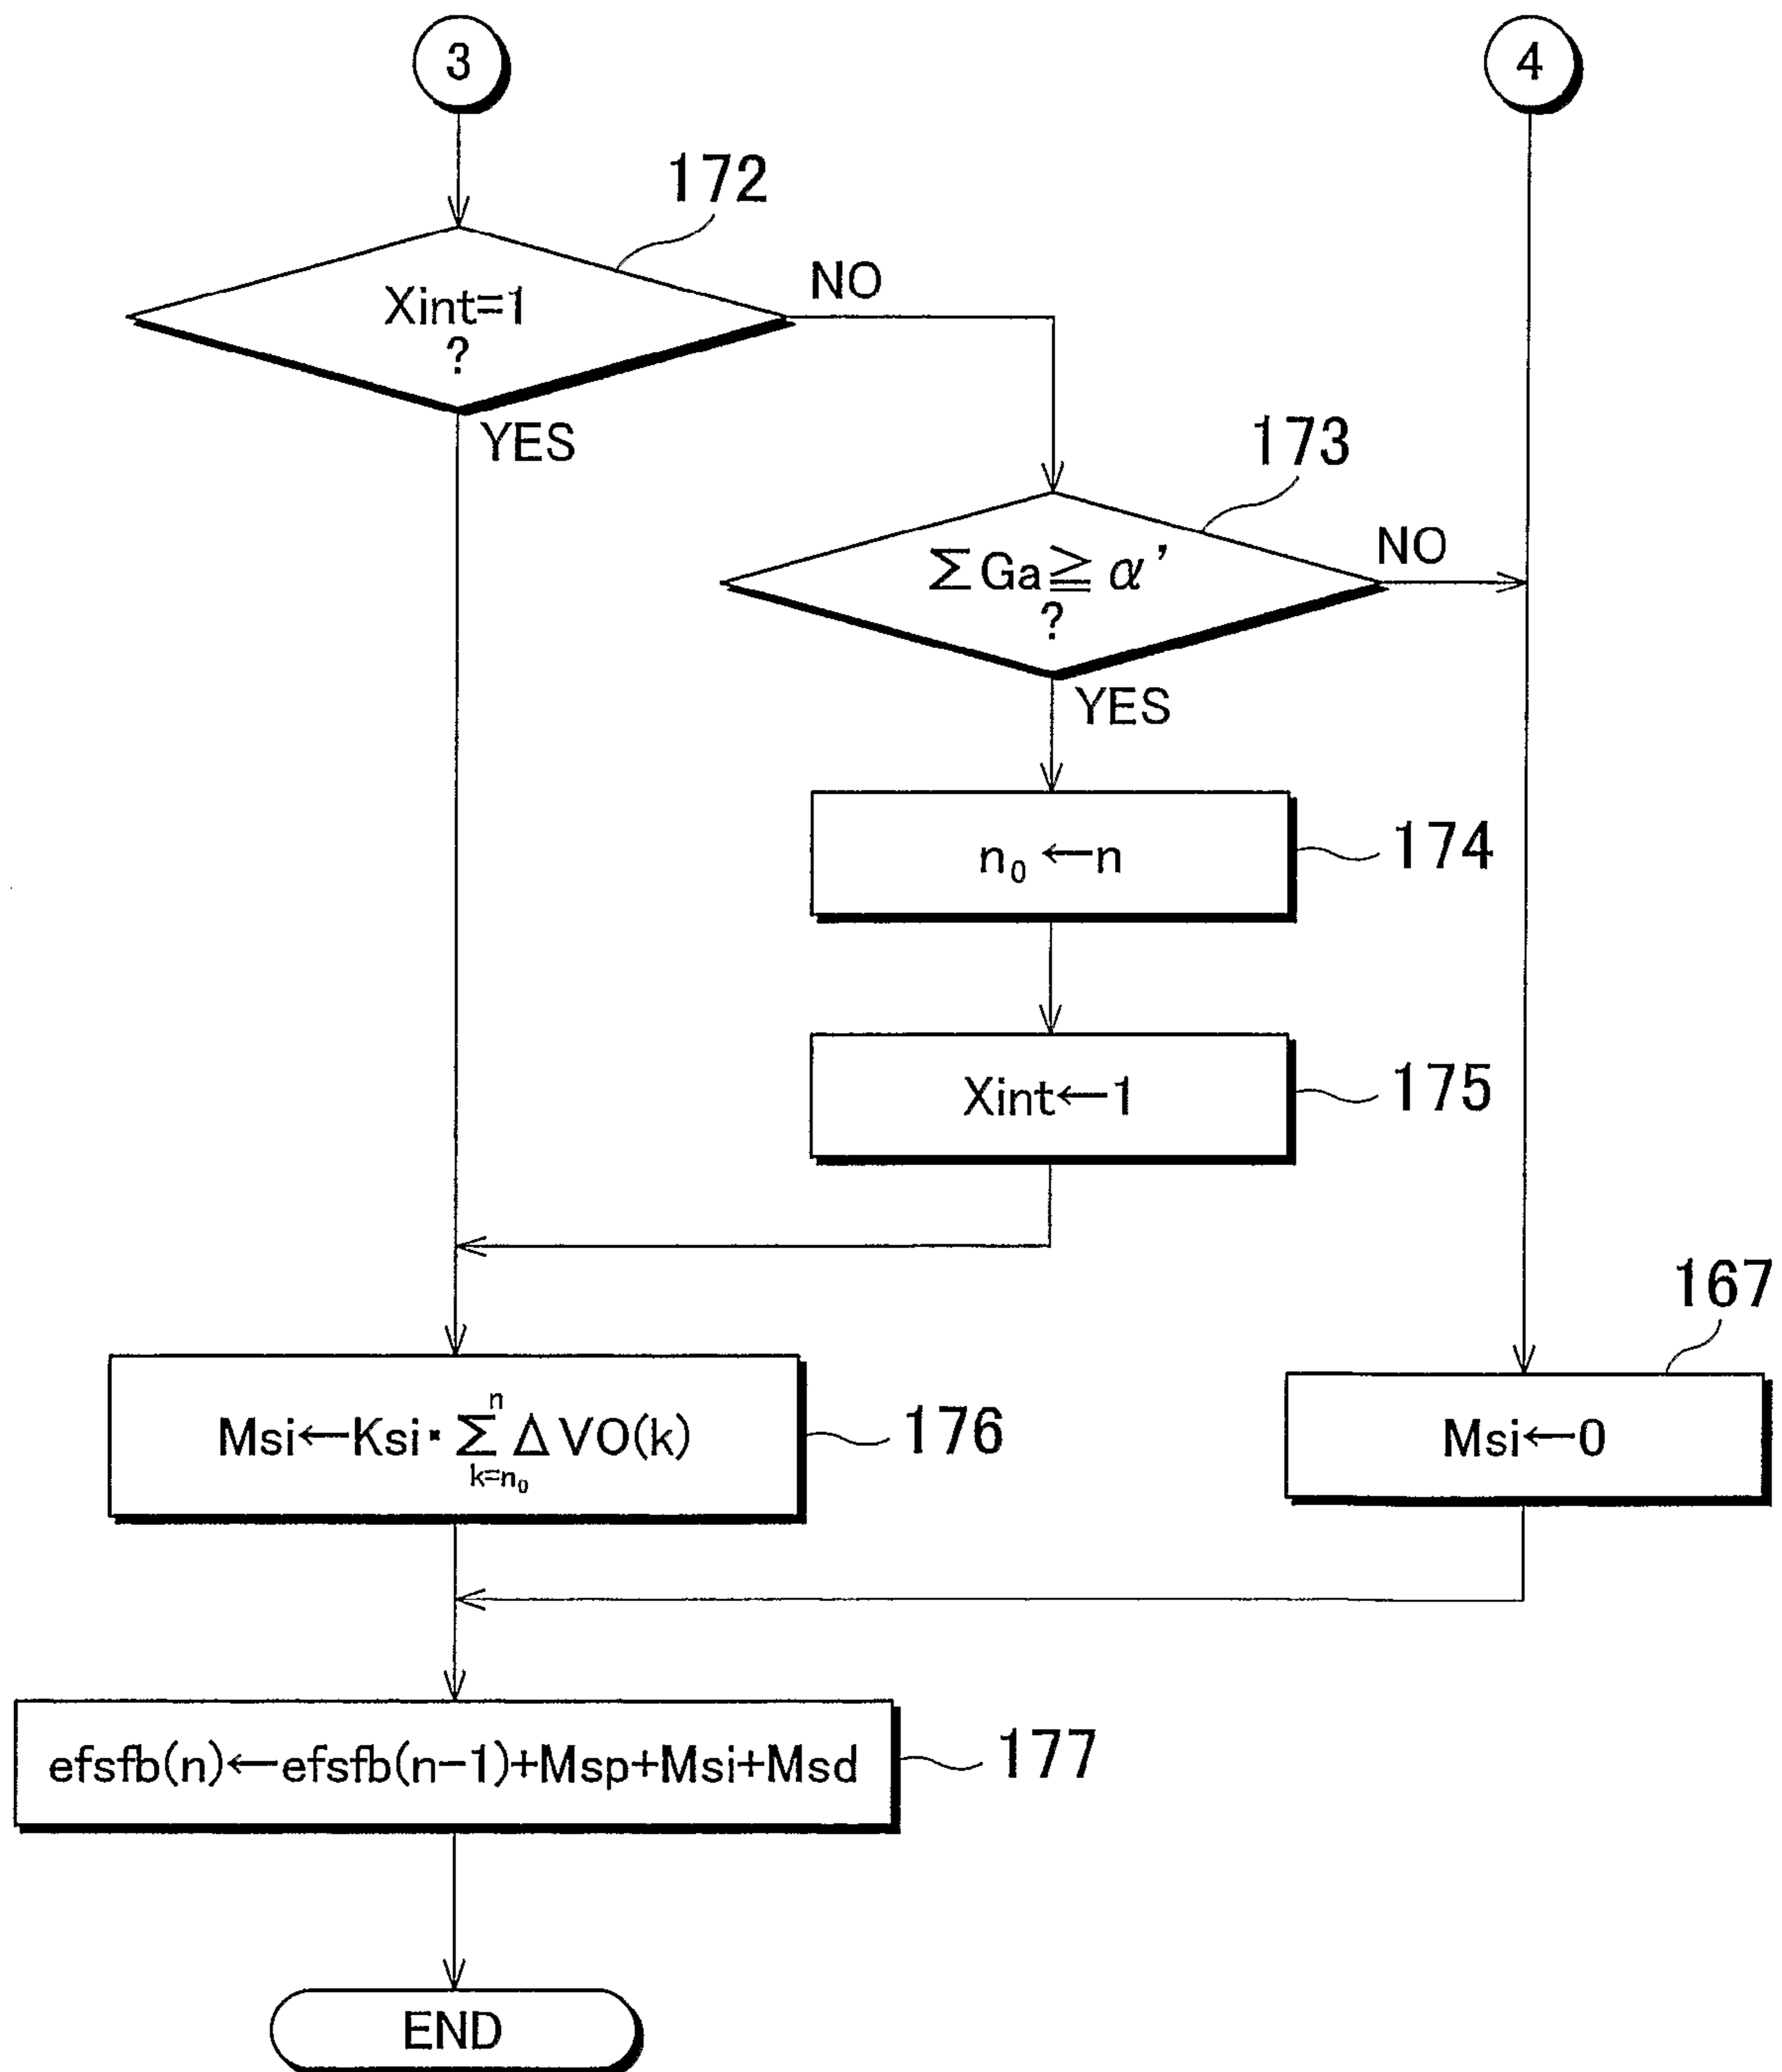 3
4
172
Xint=1
?
NO
YES
173
ΣGa≧α’
?
NO
YES
n₀←n
174
Xint←1
175
167
Msi←Ksi・Σ ΔVO(k)
n
k=n₀
176
Msi←0
efsfb(n)←efsfb(n-1)+Msp+Msi+Msd
177
END